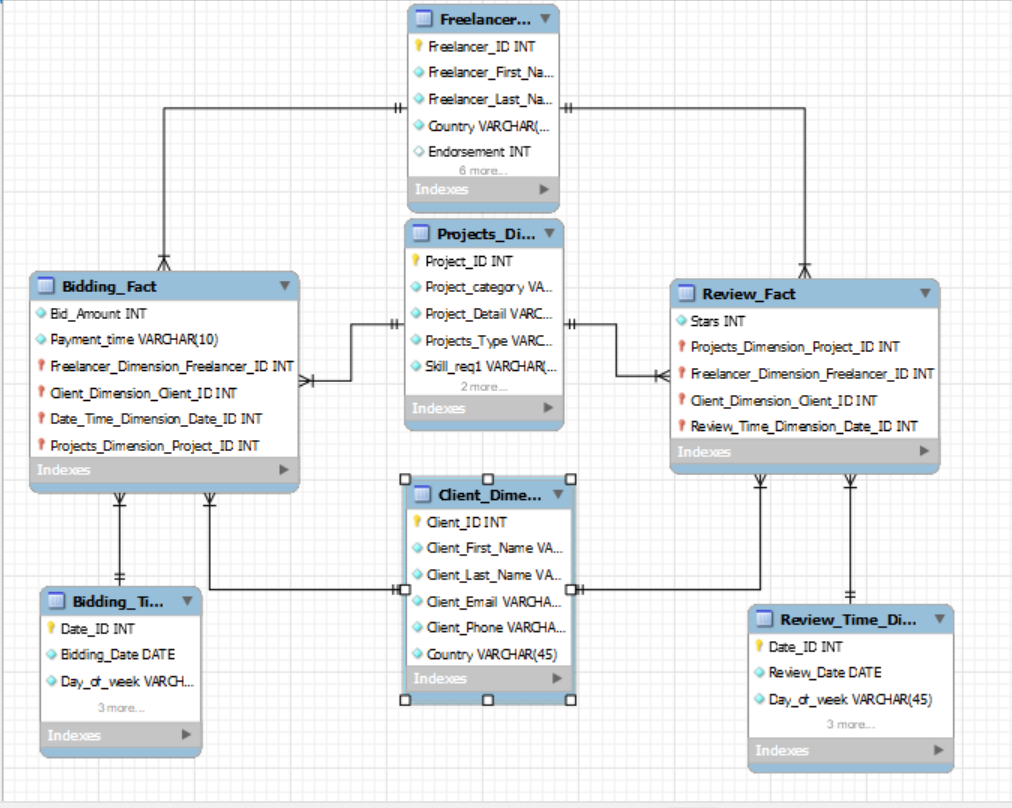 Freelancer...
Freelancer_ID INT
Freelancer_First_Na...
Freelancer_Last_Na...
Country VARCHAR(...
Endorsement INT
6 more...
Indexes
Projects_Di...
Project_ID INT
Project_category VA...
Project_Detail VARC...
Projects_Type VARC...
Skill_req1 VARCHAR(...
2 more...
Indexes
Bidding_Fact
Bid_Amount INT
Payment_time VARCHAR(10)
Freelancer_Dimension_Freelancer_ID INT
Client_Dimension_Client_ID INT
Date_Time_Dimension_Date_ID INT
Projects_Dimension_Project_ID INT
Indexes
Review_Fact
Stars INT
Projects_Dimension_Project_ID INT
Freelancer_Dimension_Freelancer_ID INT
Client_Dimension_Client_ID INT
Review_Time_Dimension_Date_ID INT
Indexes
Client_Dime...
Client_ID INT
Client_First_Name VA...
Client_Last_Name VA...
Client_Email VARCHA...
Client_Phone VARCHA...
Country VARCHAR(45)
Indexes
Bidding_Ti...
Date_ID INT
Bidding_Date DATE
Day_of_week VARCH...
3 more...
Indexes
Review_Time_Di...
Date_ID INT
Review_Date DATE
Day_of_week VARCHAR(45)
3 more...
Indexes